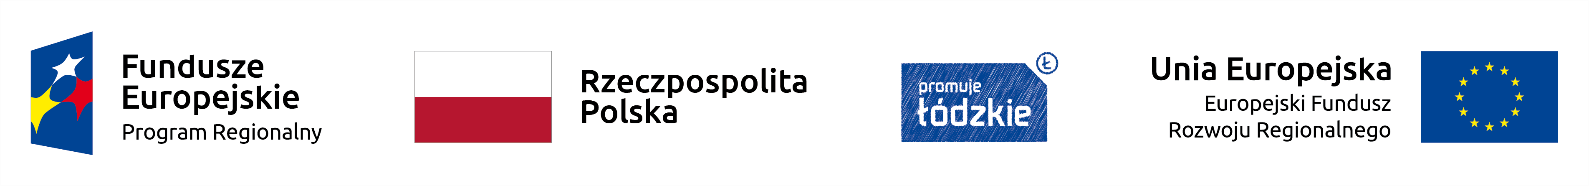 Fundusze
Europejskie
Program Regionalny
Rzeczpospolita
Polska
Ł
promuje
łódzkie
Unia Europejska
Europejski Fundusz
Rozwoju Regionalnego